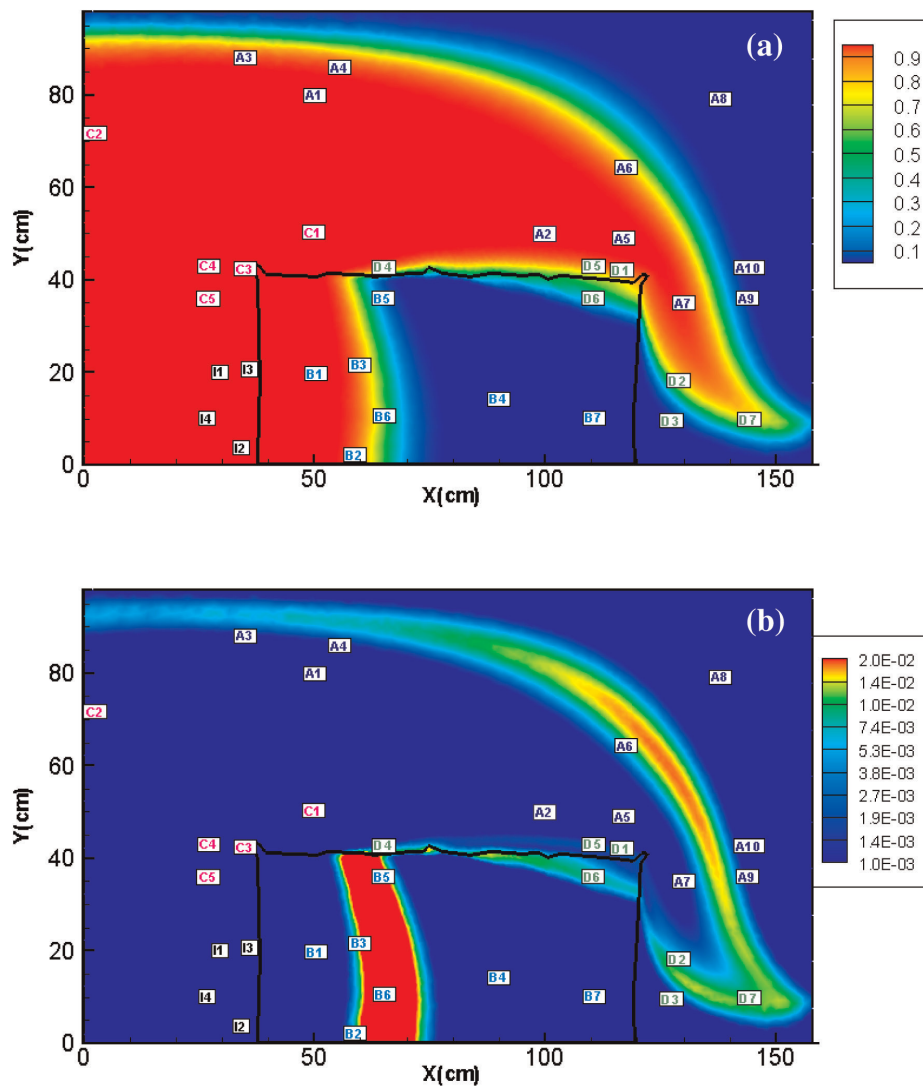 (a)
A3
A4
A1
A8
C2
A6
C1
A2
A5
C4
C3
D4
D5
D1
A10
C5
B5
D6
A7
A9
I1
I3
B1
B3
D2
B4
I4
B6
B7
D3
D7
I2
B2
80
60
40
20
0
Y(cm)
0
50
100
150
X(cm)
0.9
0.8
0.7
0.6
0.5
0.4
0.3
0.2
0.1
(b)
A3
A4
A1
A8
C2
A6
C1
A2
A5
C4
C3
D4
D5
D1
A10
C5
B5
D6
A7
A9
I1
I3
B1
B3
D2
B4
I4
B6
B7
D3
D7
I2
B2
80
60
40
20
0
Y(cm)
0
50
100
150
X(cm)
2.0E-02
1.4E-02
1.0E-02
7.4E-03
5.3E-03
3.8E-03
2.7E-03
1.9E-03
1.4E-03
1.0E-03